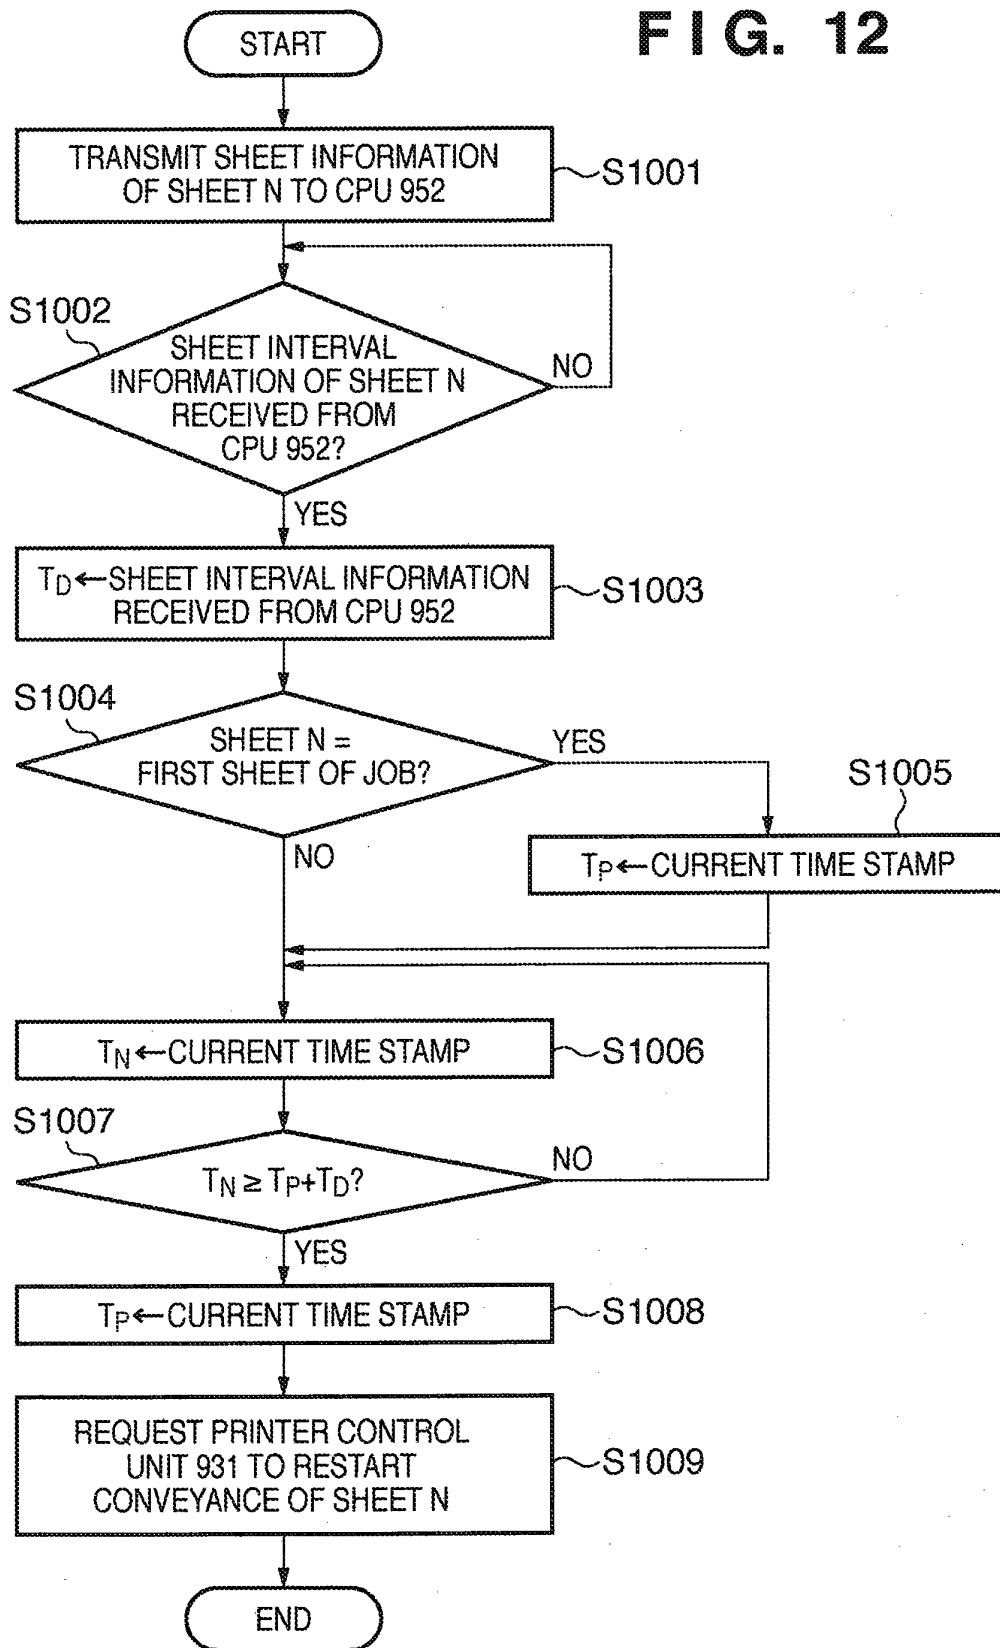 FIG. 12
START
TRANSMIT SHEET INFORMATION
OF SHEET N TO CPU 952
S1001
S1002
SHEET INTERVAL
INFORMATION OF SHEET N
RECEIVED FROM
CPU 952?
NO
YES
TD←SHEET INTERVAL INFORMATION
RECEIVED FROM CPU 952
S1003
S1004
SHEET N =
FIRST SHEET OF JOB?
YES
NO
S1005
TP←CURRENT TIME STAMP
TN←CURRENT TIME STAMP
S1006
S1007
TN ≥ TP+TD?
NO
YES
TP←CURRENT TIME STAMP
S1008
REQUEST PRINTER CONTROL
UNIT 931 TO RESTART
CONVEYANCE OF SHEET N
S1009
END